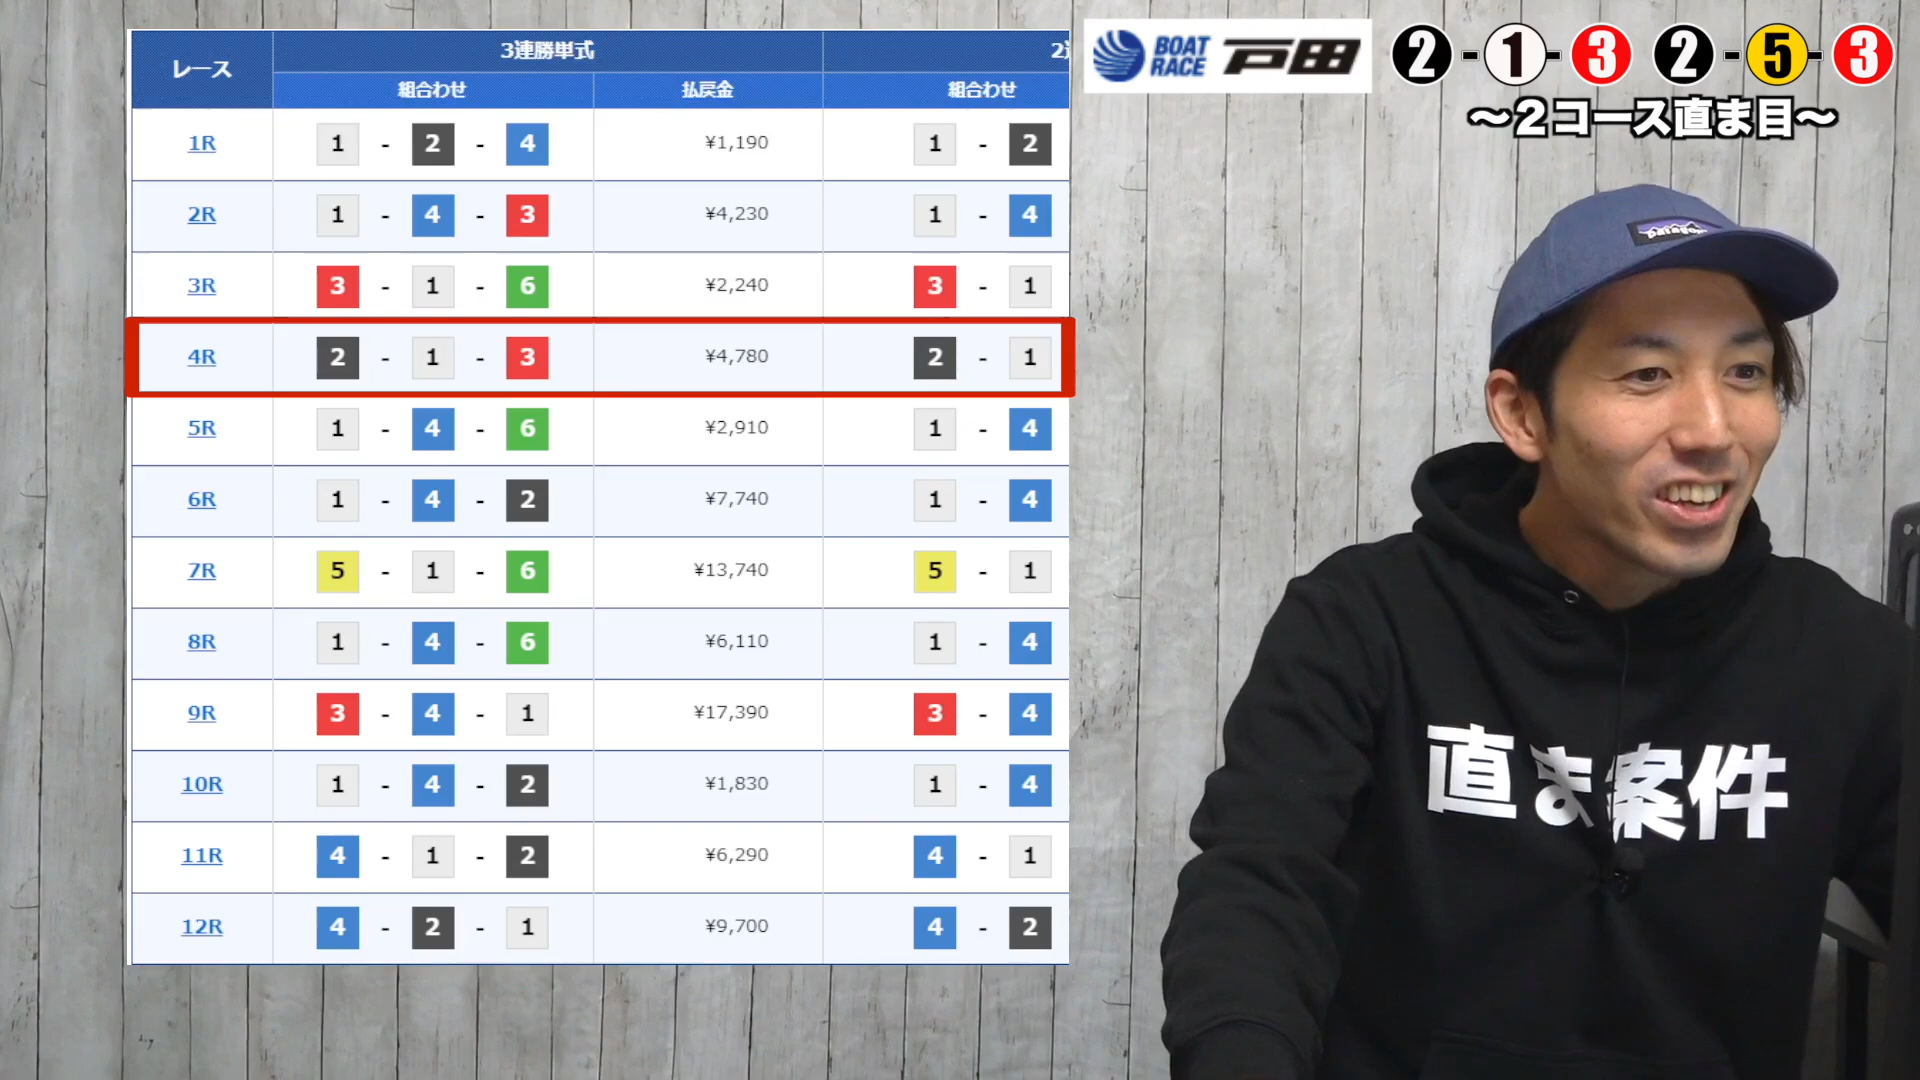 レース 3連勝単式
組合わせ 払戻金 組合わせ
1R 1 - 2 - 4 ¥1,190 1 - 2
2R 1 - 4 - 3 ¥4,230 1 - 4
3R 3 - 1 - 6 ¥2,240 3 - 1
4R 2 - 1 - 3 ¥4,780 2 - 1
5R 1 - 4 - 6 ¥2,910 1 - 4
6R 1 - 4 - 2 ¥7,740 1 - 4
7R 5 - 1 - 6 ¥13,740 5 - 1
8R 1 - 4 - 6 ¥6,110 1 - 4
9R 3 - 4 - 1 ¥17,390 3 - 4
10R 1 - 4 - 2 ¥1,830 1 - 4
11R 4 - 1 - 2 ¥6,290 4 - 1
12R 4 - 2 - 1 ¥9,700 4 - 2
BOAT RACE 戸田
2-1-3 2-5-3
〜2コース直ま目〜
直ま案件